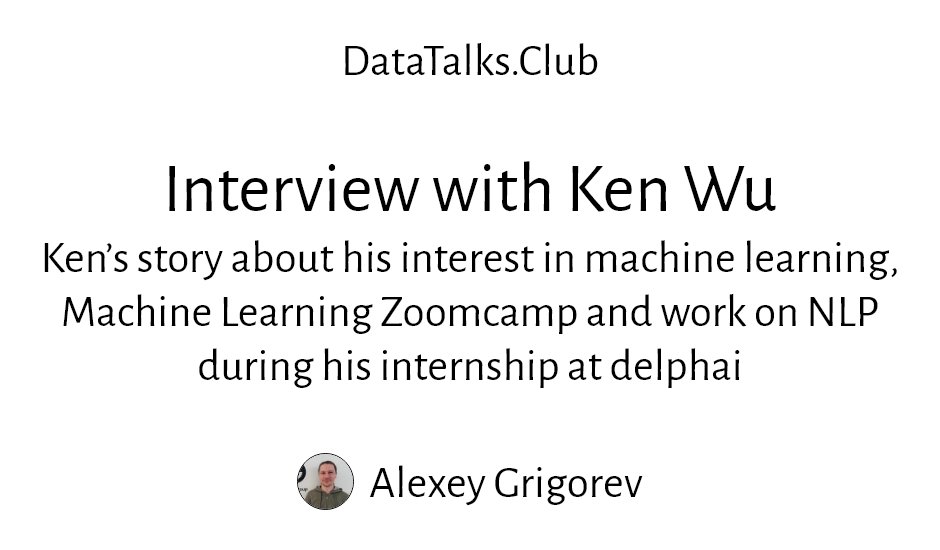 DataTalks.Club
Interview with Ken Wu
Ken’s story about his interest in machine learning,
Machine Learning Zoomcamp and work on NLP
during his internship at delphai
Alexey Grigorev